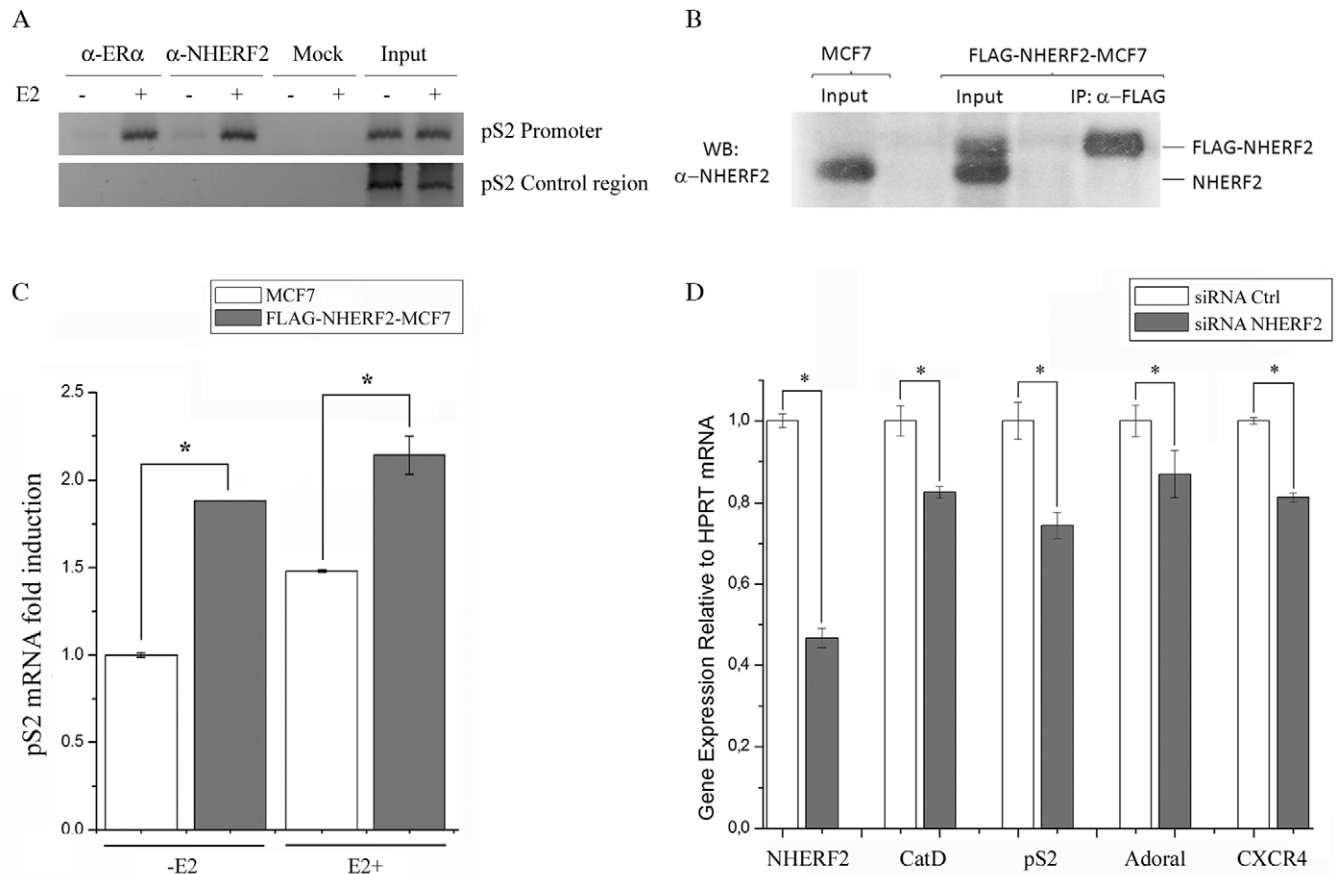 A
α-ERα α-NHERF2 Mock Input
E2 - + - + - + - +
pS2 Promoter
pS2 Control region
B
MCF7 FLAG-NHERF2-MCF7
Input Input IP: α-FLAG
WB:
α-NHERF2
FLAG-NHERF2
NHERF2
C
MCF7
FLAG-NHERF2-MCF7
pS2 mRNA fold induction
2.5
2.0
1.5
1.0
0.5
0.0
* *
-E2 E2+
D
siRNA Ctrl
siRNA NHERF2
Gene Expression Relative to HPRT mRNA
1,0
0,8
0,6
0,4
0,2
0,0
* * * * *
NHERF2 CatD pS2 Adoral CXCR4